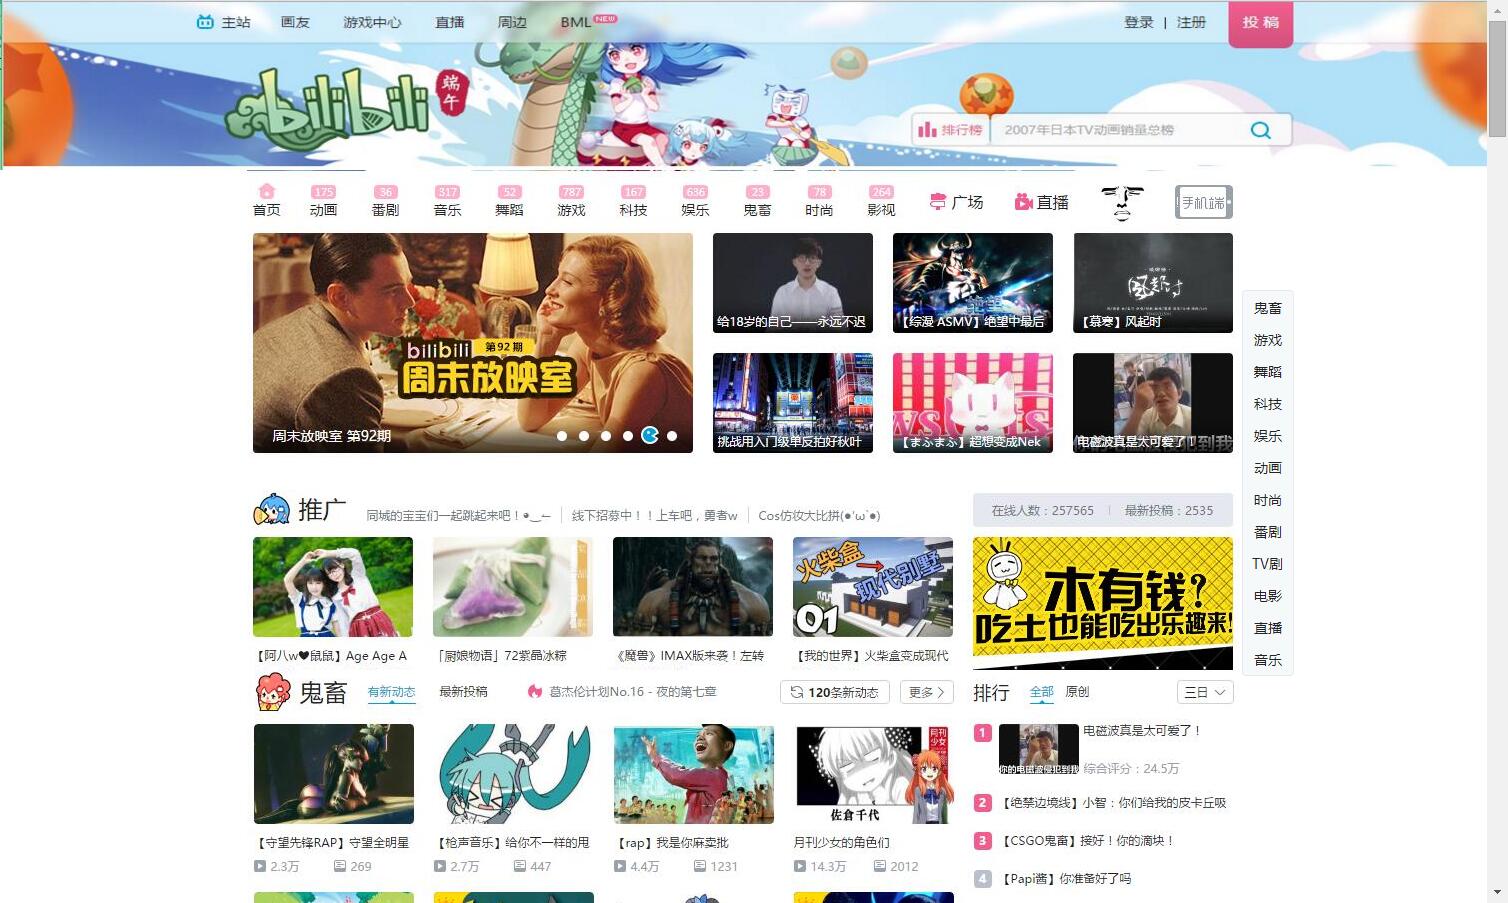 主站 画友 游戏中心 直播 周边 BML NEW 登录 | 注册 投稿
bilibili 端午
排行榜 2007年日本TV动画销量总榜
175 36 317 52 787 167 636 23 78 264
首页 动画 番剧 音乐 舞蹈 游戏 科技 娱乐 鬼畜 时尚 影视 广场 直播 手机端
bilibili 第92期
周末放映室
周末放映室 第92期
给18岁的自己——永远不迟
【综漫 ASMV】绝望中最后
风起时
【慕寒】风起时
挑战用入门级单反拍好秋叶
【まふまふ】超想变成Nek
电磁波真是太可爱了！
鬼畜
游戏
舞蹈
科技
娱乐
动画
时尚
番剧
TV剧
电影
直播
音乐
推广 同城的宝宝们一起跳起来吧！ 线下招募中！！上车吧，勇者w Cos仿妆大比拼(●'ω`●)
在线人数：257565 最新投稿：2535
火柴盒
现代别墅
01
木有钱?
吃土也能吃出乐趣来!
【阿八w♥鼠鼠】Age Age A
「厨娘物语」72紫邑冰粽
《魔兽》IMAX版来袭！左转
【我的世界】火柴盒变成现代
鬼畜 有新动态 最新投稿 葛杰伦计划No.16 - 夜的第七章 120条新动态 更多
排行 全部 原创 三日
月刊少女
佐倉千代
【守望先锋RAP】守望全明星
2.3万 269
【枪声音乐】给你不一样的甩
2.7万 447
【rap】我是你麻卖批
4.4万 1231
月刊少女的角色们
14.3万 2012
1 电磁波真是太可爱了！
你的电磁波侵犯到我
综合评分：24.5万
2 【绝禁边境线】小智：你们给我的皮卡丘吸
3 【CSGO鬼畜】接好！你的滴块！
4 【Papi酱】你准备好了吗